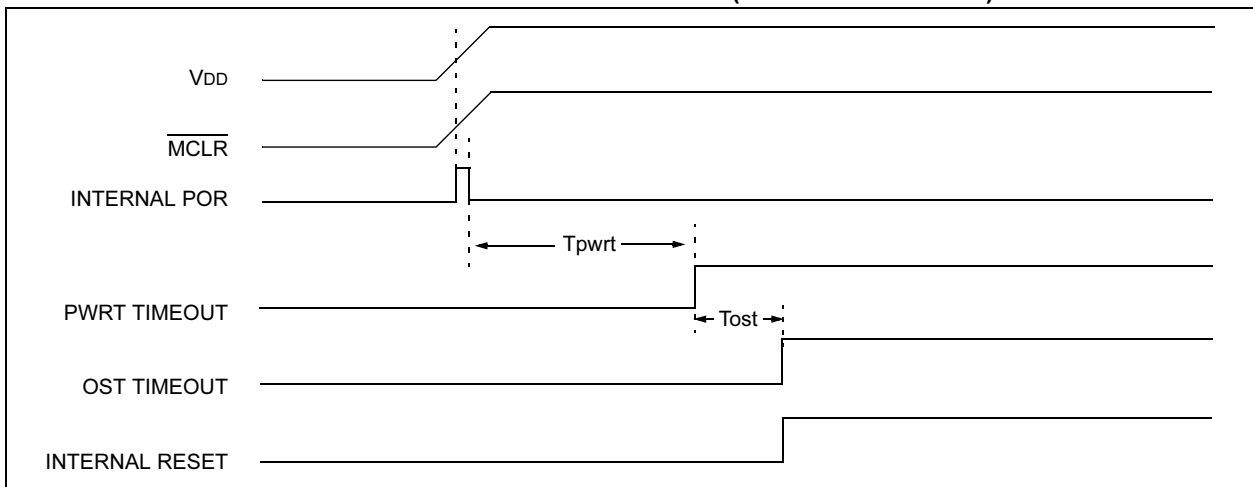 VDD
MCLR
INTERNAL POR
Tpwrt
PWRT TIMEOUT
Tost
OST TIMEOUT
INTERNAL RESET